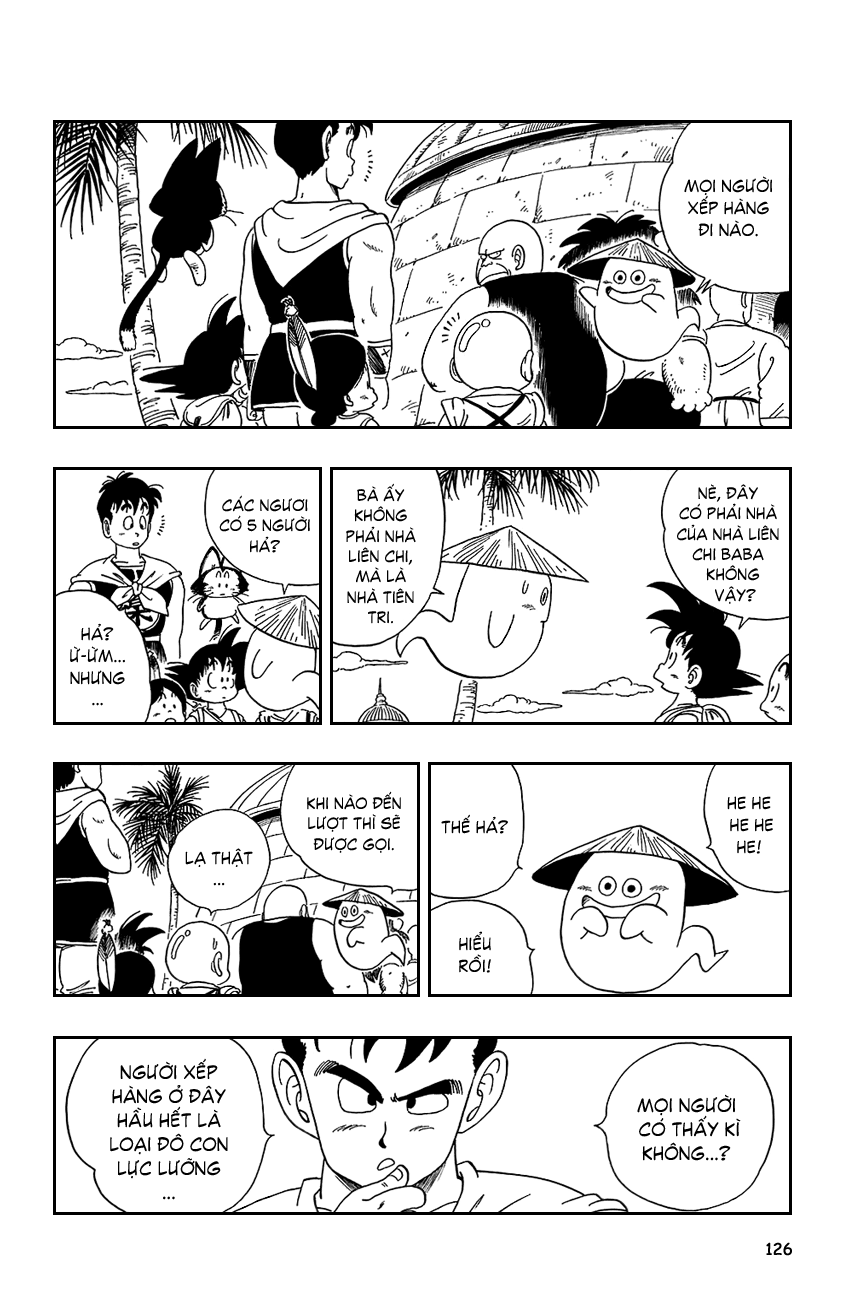 MỌI NGƯỜI
XẾP HÀNG
ĐI NÀO.
NÈ, ĐÂY
CÓ PHẢI NHÀ
CỦA NHÀ LIÊN
CHI BABA
KHÔNG
VẬY?
BÀ ẤY
KHÔNG
PHẢI NHÀ
LIÊN CHI,
MÀ LÀ
NHÀ TIÊN
TRI.
CÁC NGƯƠI
CÓ 5 NGƯỜI
HẢ?
HẢ?
Ừ-ỪM...
NHƯNG
...
HE HE
HE HE
HE!
THẾ HẢ?
HIỂU
RỒI!
KHI NÀO ĐẾN
LƯỢT THÌ SẼ
ĐƯỢC GỌI.
LẠ THẬT
...
MỌI NGƯỜI
CÓ THẤY KÌ
KHÔNG...?
NGƯỜI XẾP
HÀNG Ở ĐÂY
HẦU HẾT LÀ
LOẠI ĐÔ CON
LỰC LƯỠNG
...
126